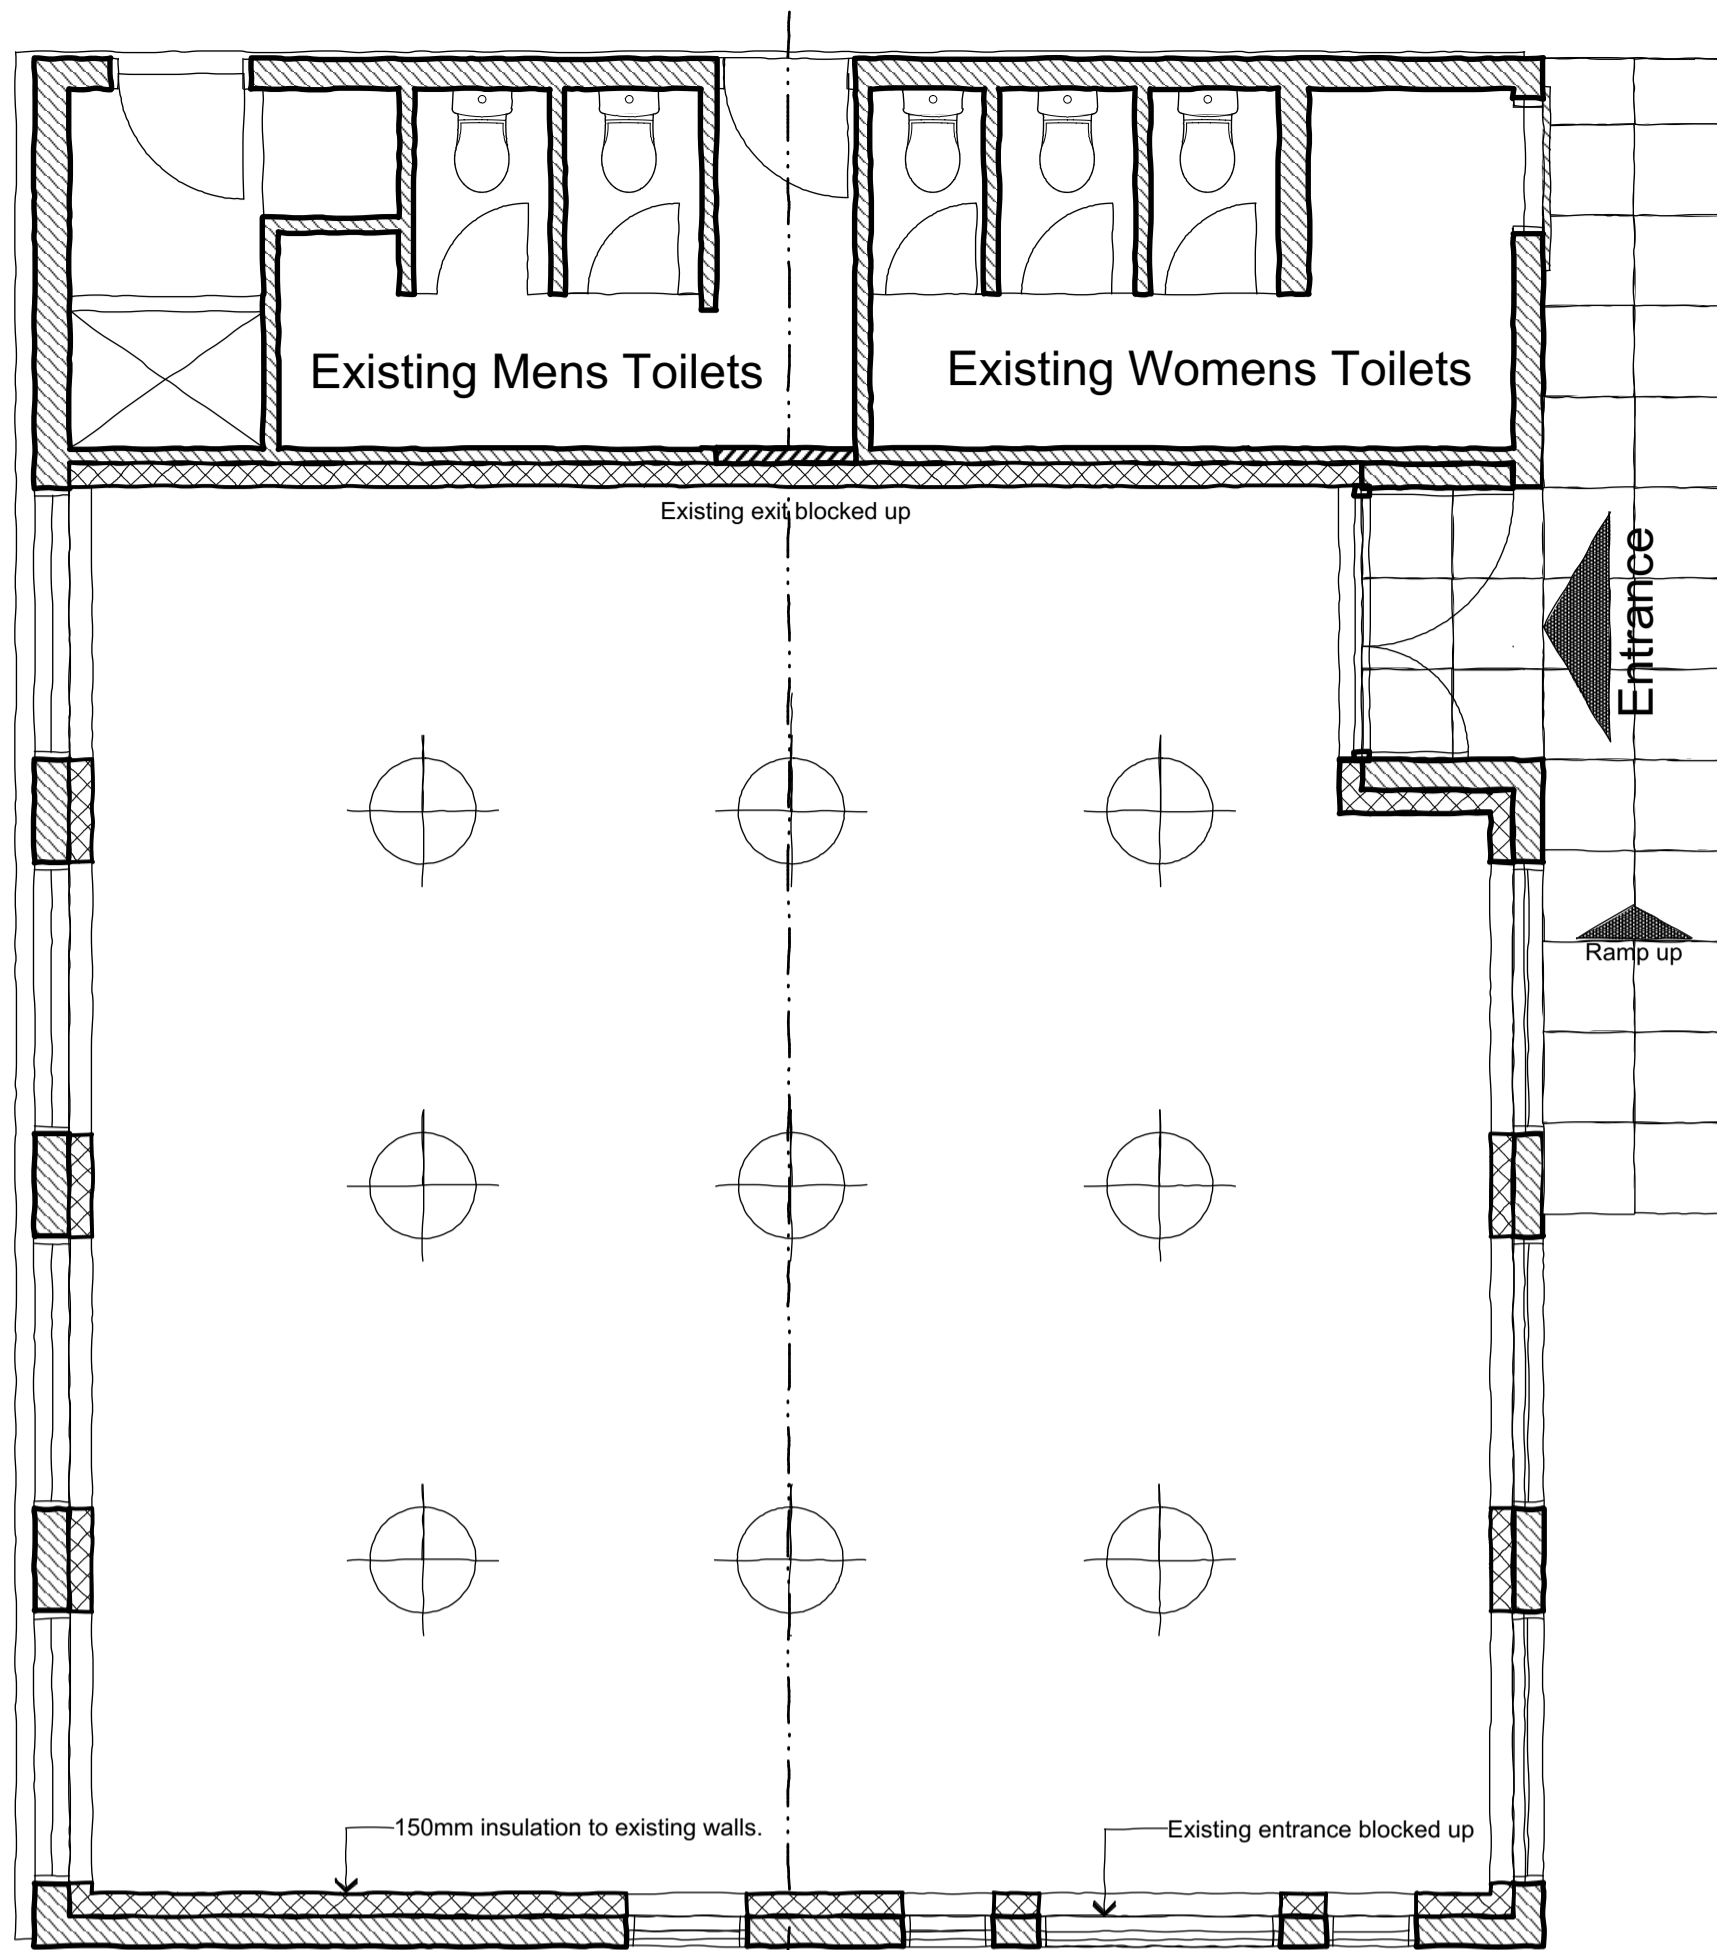 Existing Mens Toilets
Existing Womens Toilets
Existing exit blocked up
Entrance
Ramp up
150mm insulation to existing walls.
Existing entrance blocked up